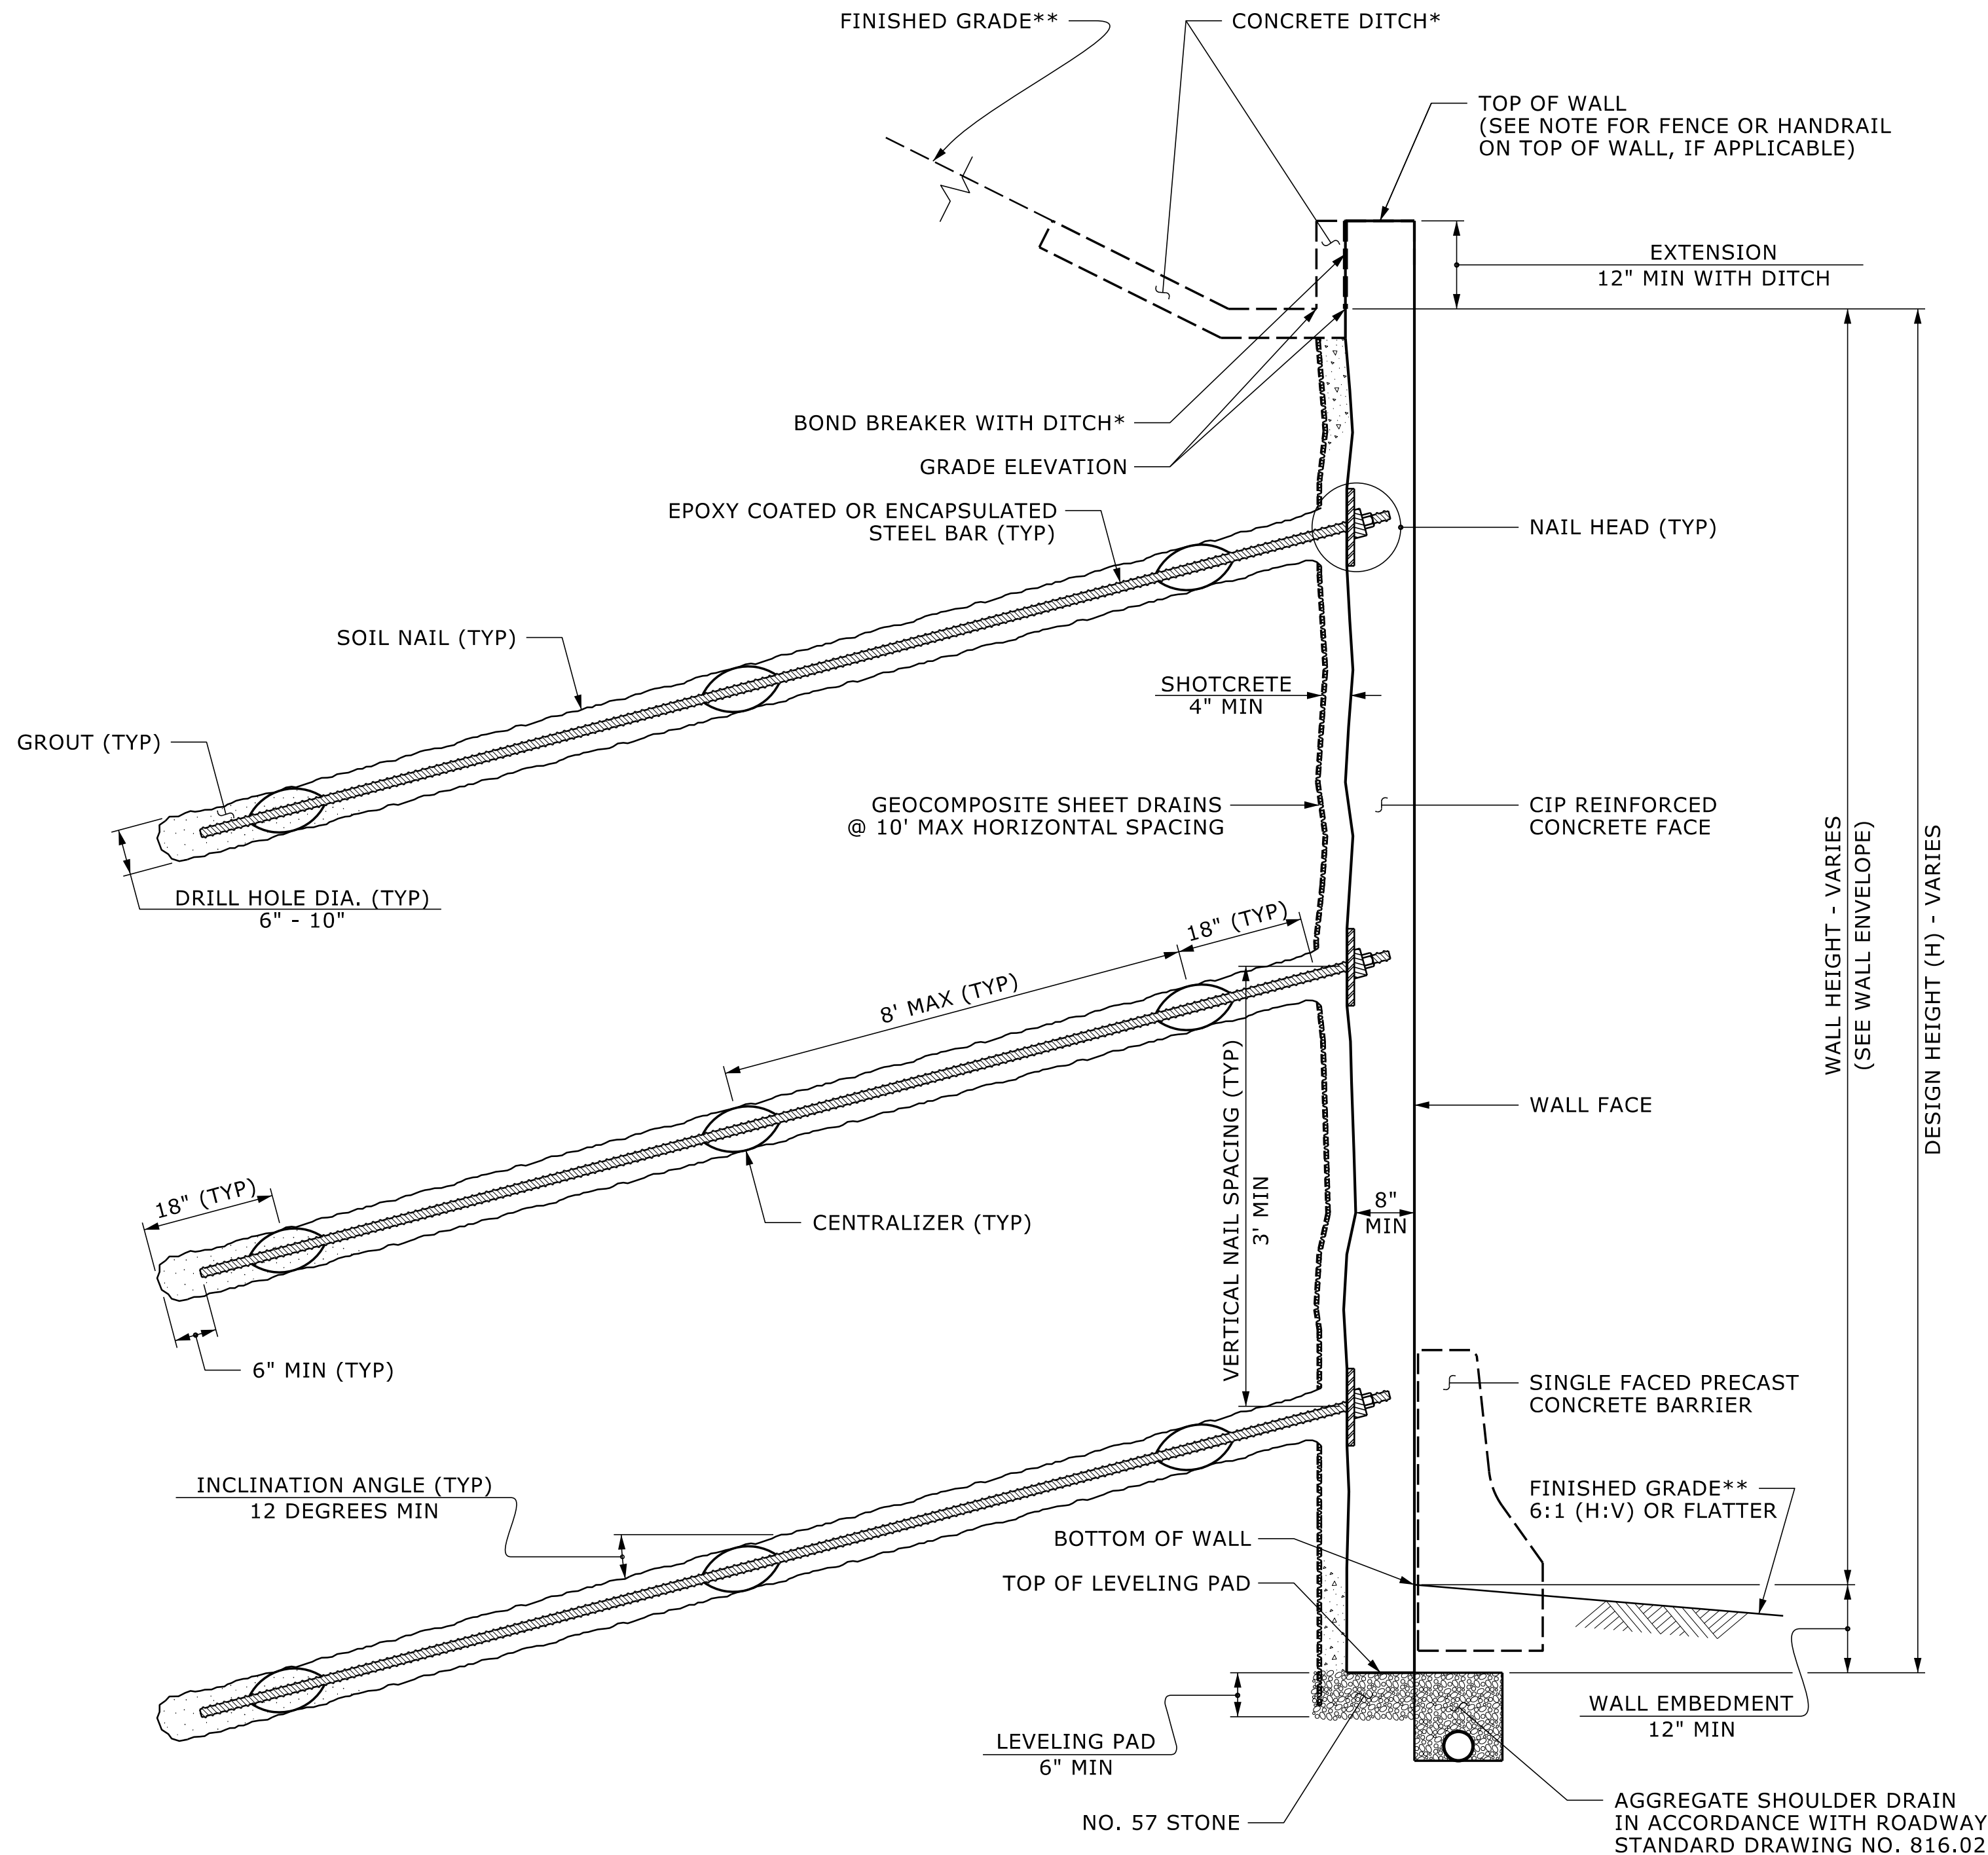 FINISHED GRADE**
CONCRETE DITCH*
TOP OF WALL
(SEE NOTE FOR FENCE OR HANDRAIL
ON TOP OF WALL, IF APPLICABLE)
EXTENSION
12" MIN WITH DITCH
BOND BREAKER WITH DITCH*
GRADE ELEVATION
EPOXY COATED OR ENCAPSULATED
STEEL BAR (TYP)
NAIL HEAD (TYP)
SOIL NAIL (TYP)
SHOTCRETE
4" MIN
GROUT (TYP)
GEOCOMPOSITE SHEET DRAINS
@ 10' MAX HORIZONTAL SPACING
CIP REINFORCED
CONCRETE FACE
WALL HEIGHT - VARIES
(SEE WALL ENVELOPE)
DESIGN HEIGHT (H) - VARIES
DRILL HOLE DIA. (TYP)
6" - 10"
18" (TYP)
8' MAX (TYP)
VERTICAL NAIL SPACING (TYP)
3' MIN
WALL FACE
18" (TYP)
CENTRALIZER (TYP)
8"
MIN
6" MIN (TYP)
SINGLE FACED PRECAST
CONCRETE BARRIER
INCLINATION ANGLE (TYP)
12 DEGREES MIN
FINISHED GRADE**
6:1 (H:V) OR FLATTER
BOTTOM OF WALL
TOP OF LEVELING PAD
WALL EMBEDMENT
12" MIN
LEVELING PAD
6" MIN
NO. 57 STONE
AGGREGATE SHOULDER DRAIN
IN ACCORDANCE WITH ROADWAY
STANDARD DRAWING NO. 816.02